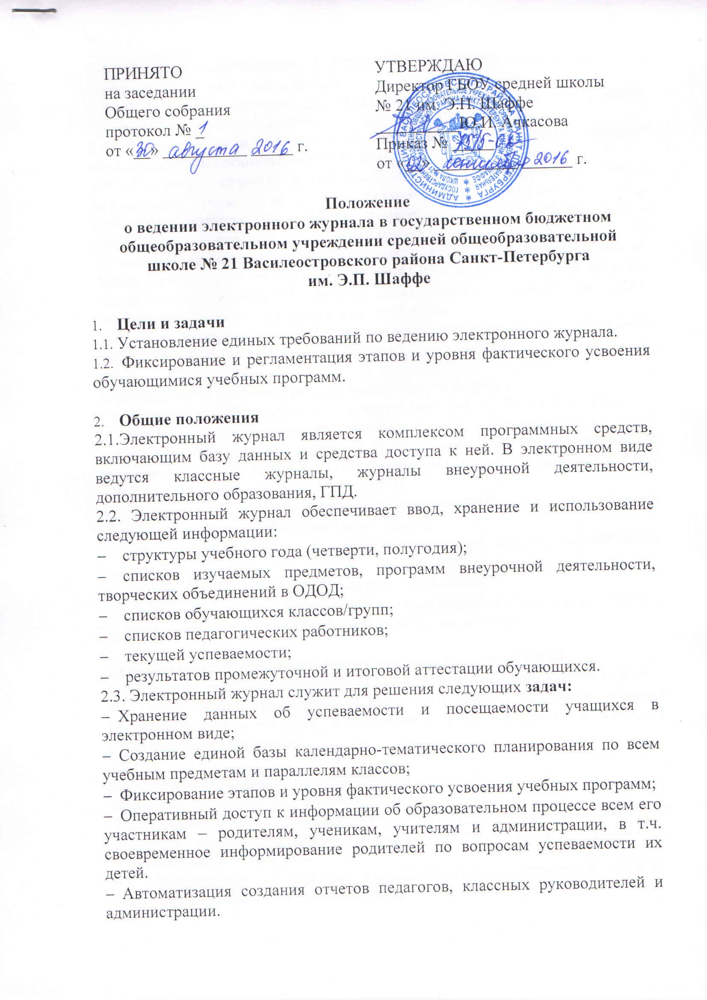 ПРИНЯТО
на заседании
Общего собрания
протокол № 1
от «30» августа 2016 г.
УТВЕРЖДАЮ
Директор ГБОУ средней школы
№ 21 им. Э.П. Шаффе
Ю.И. Ачкасова
Приказ №
от «02» сентября 2016 г.
Положение
о ведении электронного журнала в государственном бюджетном
общеобразовательном учреждении средней общеобразовательной
школе № 21 Василеостровского района Санкт-Петербурга
им. Э.П. Шаффе
1. Цели и задачи
1.1. Установление единых требований по ведению электронного журнала.
1.2. Фиксирование и регламентация этапов и уровня фактического усвоения
обучающимися учебных программ.
2. Общие положения
2.1.Электронный журнал является комплексом программных средств,
включающим базу данных и средства доступа к ней. В электронном виде
ведутся классные журналы, журналы внеурочной деятельности,
дополнительного образования, ГПД.
2.2. Электронный журнал обеспечивает ввод, хранение и использование
следующей информации:
– структуры учебного года (четверти, полугодия);
– списков изучаемых предметов, программ внеурочной деятельности,
творческих объединений в ОДОД;
– списков обучающихся классов/групп;
– списков педагогических работников;
– текущей успеваемости;
– результатов промежуточной и итоговой аттестации обучающихся.
2.3. Электронный журнал служит для решения следующих задач:
– Хранение данных об успеваемости и посещаемости учащихся в
электронном виде;
– Создание единой базы календарно-тематического планирования по всем
учебным предметам и параллелям классов;
– Фиксирование этапов и уровня фактического усвоения учебных программ;
– Оперативный доступ к информации об образовательном процессе всем его
участникам – родителям, ученикам, учителям и администрации, в т.ч.
своевременное информирование родителей по вопросам успеваемости их
детей.
– Автоматизация создания отчетов педагогов, классных руководителей и
администрации.